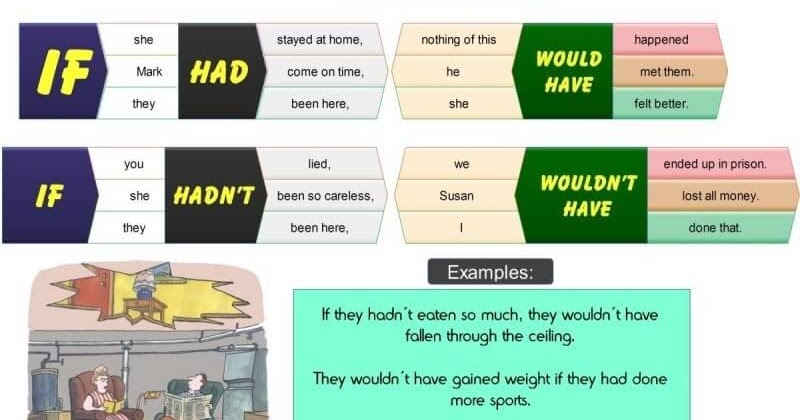 IF she HAD stayed at home, nothing of this WOULD HAVE happened
Mark come on time, he met them.
they been here, she felt better.
IF you HADN'T lied, we WOULDN'T HAVE ended up in prison.
she been so careless, Susan lost all money.
they been here, I done that.
Examples:
If they hadn´t eaten so much, they wouldn´t have
fallen through the ceiling.
They wouldn´t have gained weight if they had done
more sports.